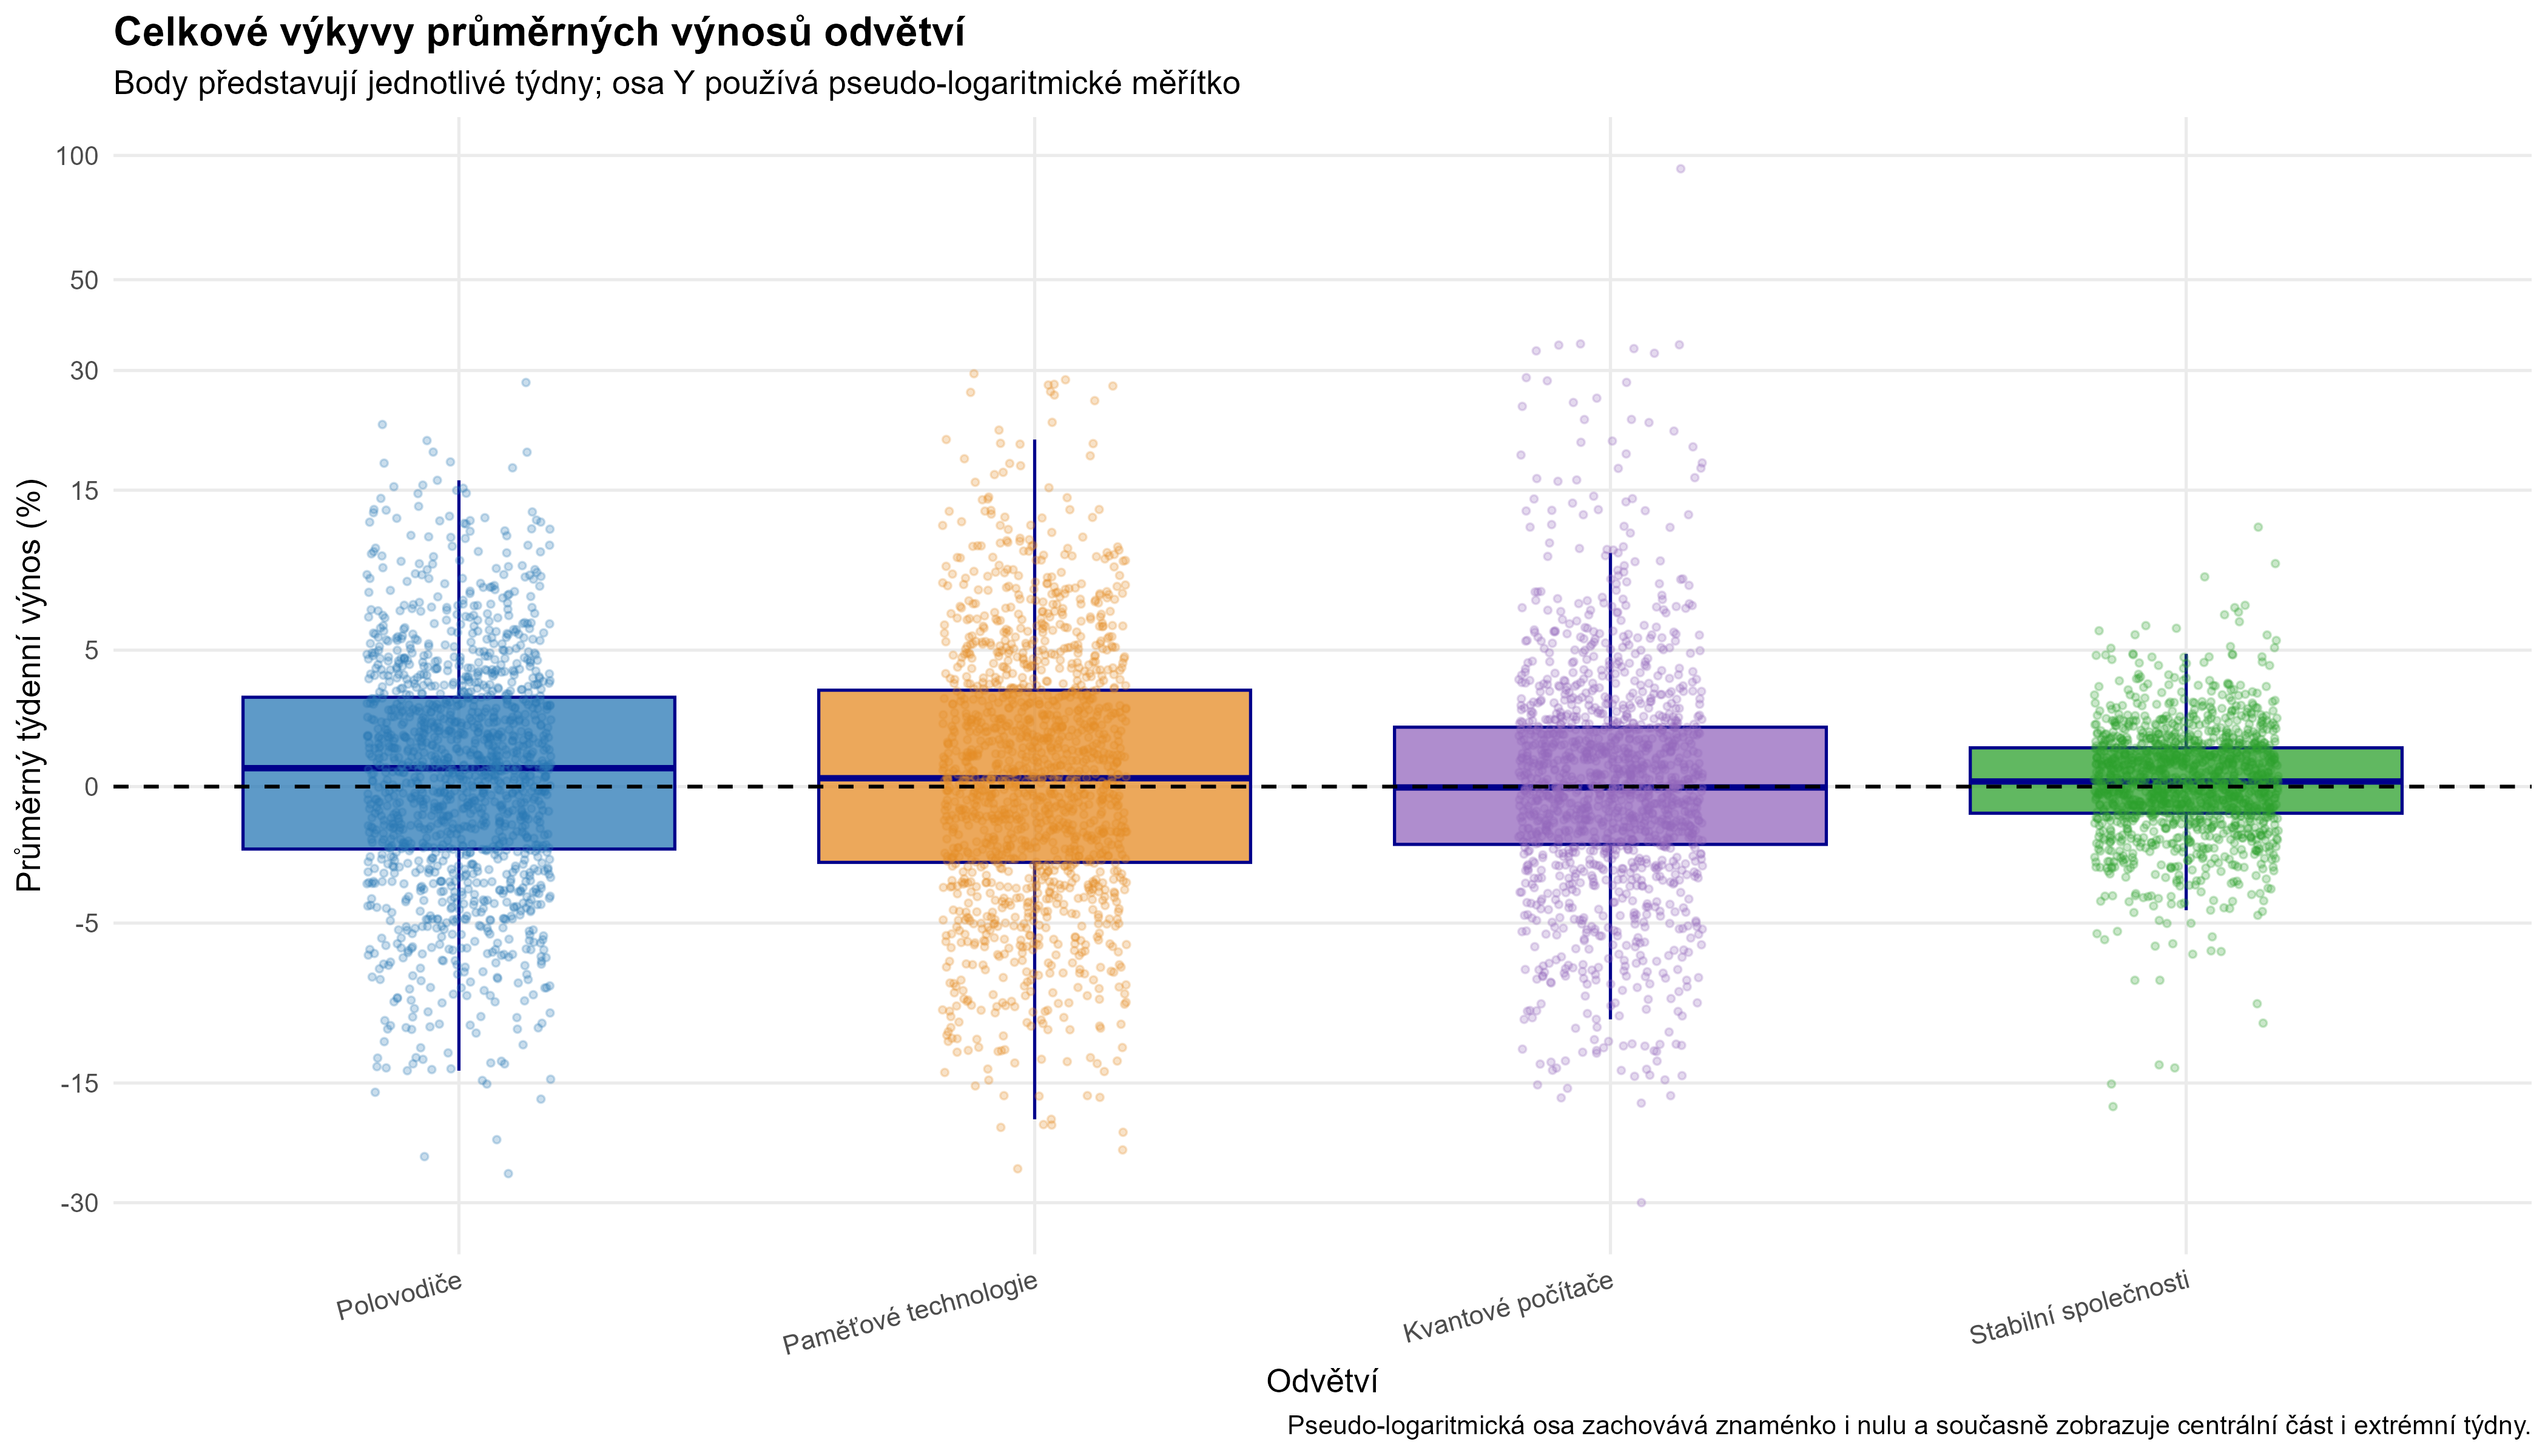 Celkové výkyvy průměrných výnosů odvětví
Body představují jednotlivé týdny; osa Y používá pseudo-logaritmické měřítko
Průměrný týdenní výnos (%)
100
50
30
15
5
0
-5
-15
-30
Polovodiče
Paměťové technologie
Kvantové počítače
Stabilní společnosti
Odvětví
Pseudo-logaritmická osa zachovává znaménko i nulu a současně zobrazuje centrální část i extrémní týdny.